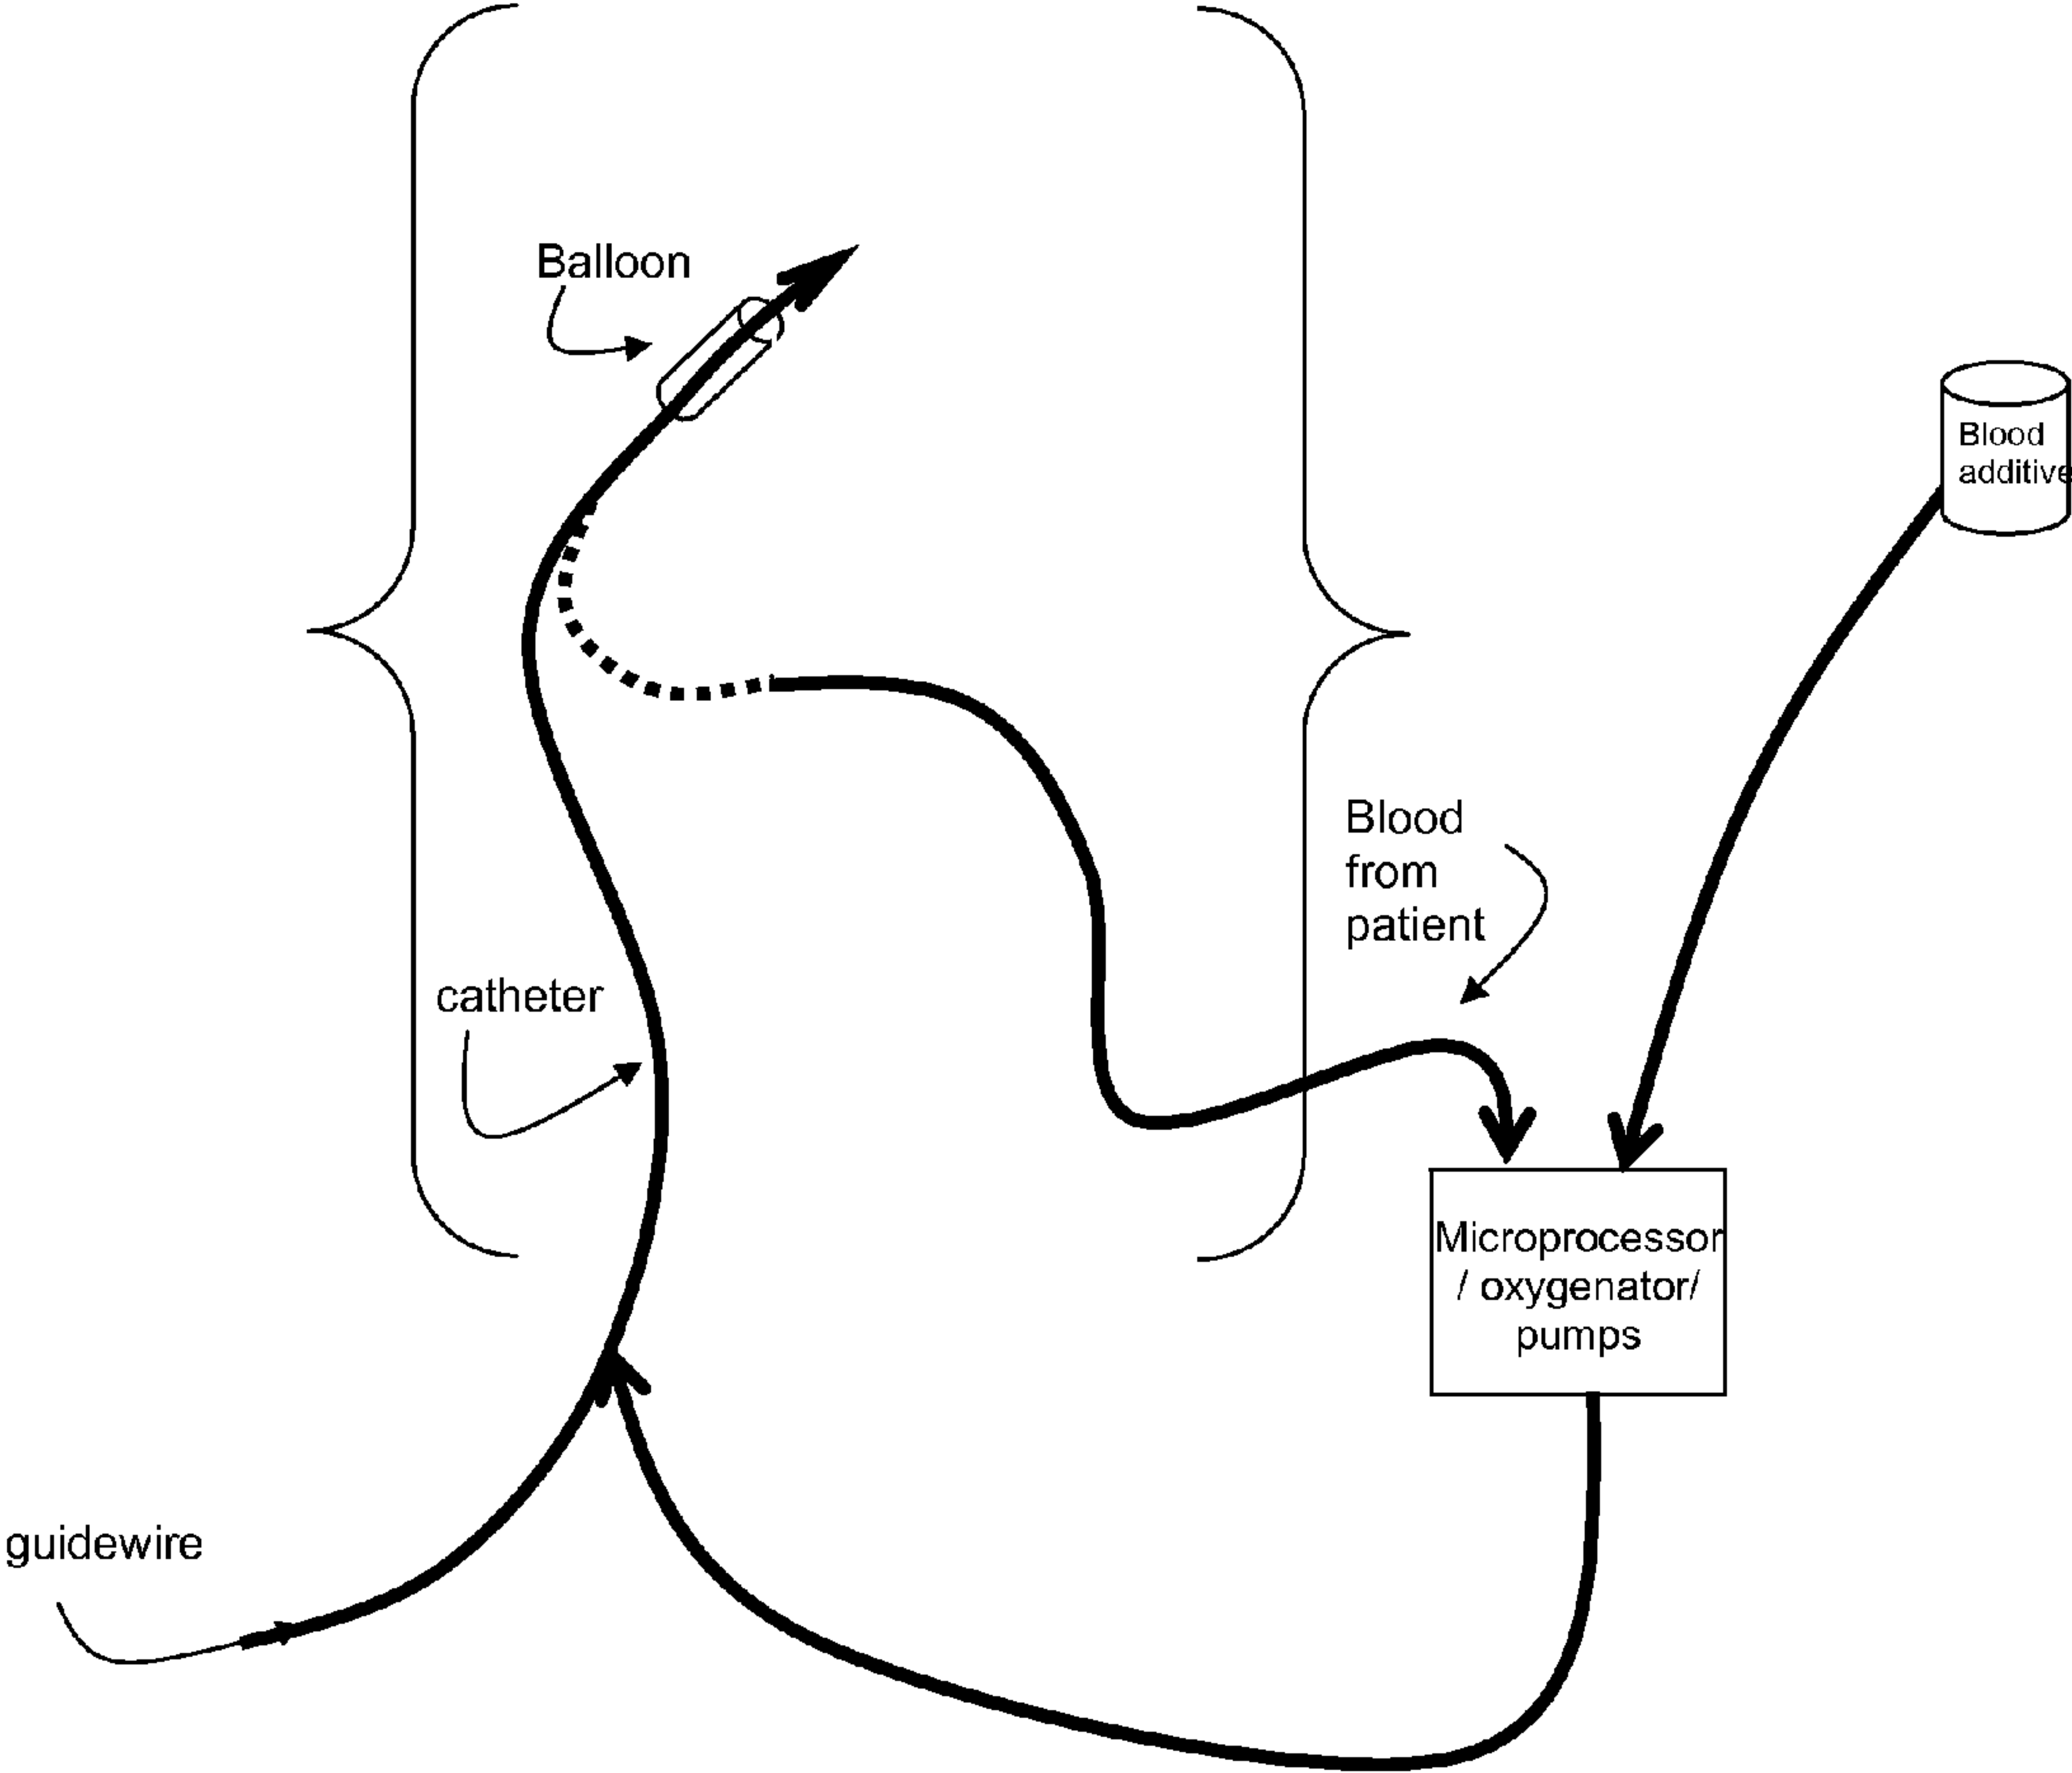 Balloon
Blood
additive
Blood
from
patient
catheter
Microprocessor
/ oxygenator/
pumps
guidewire